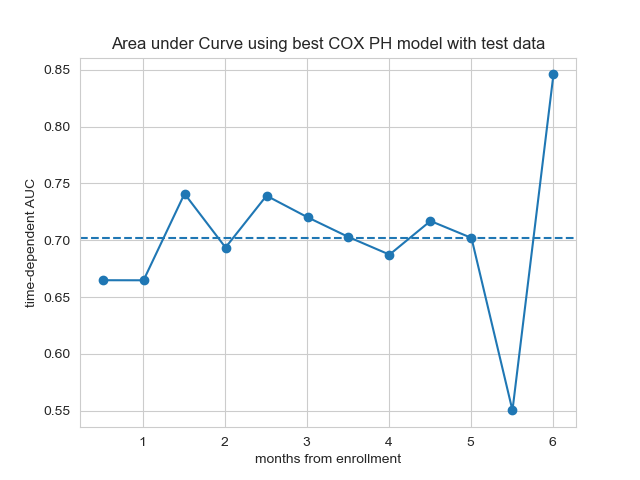 Area under Curve using best COX PH model with test data
time-dependent AUC
0.85
0.80
0.75
0.70
0.65
0.60
0.55
1 2 3 4 5 6
months from enrollment